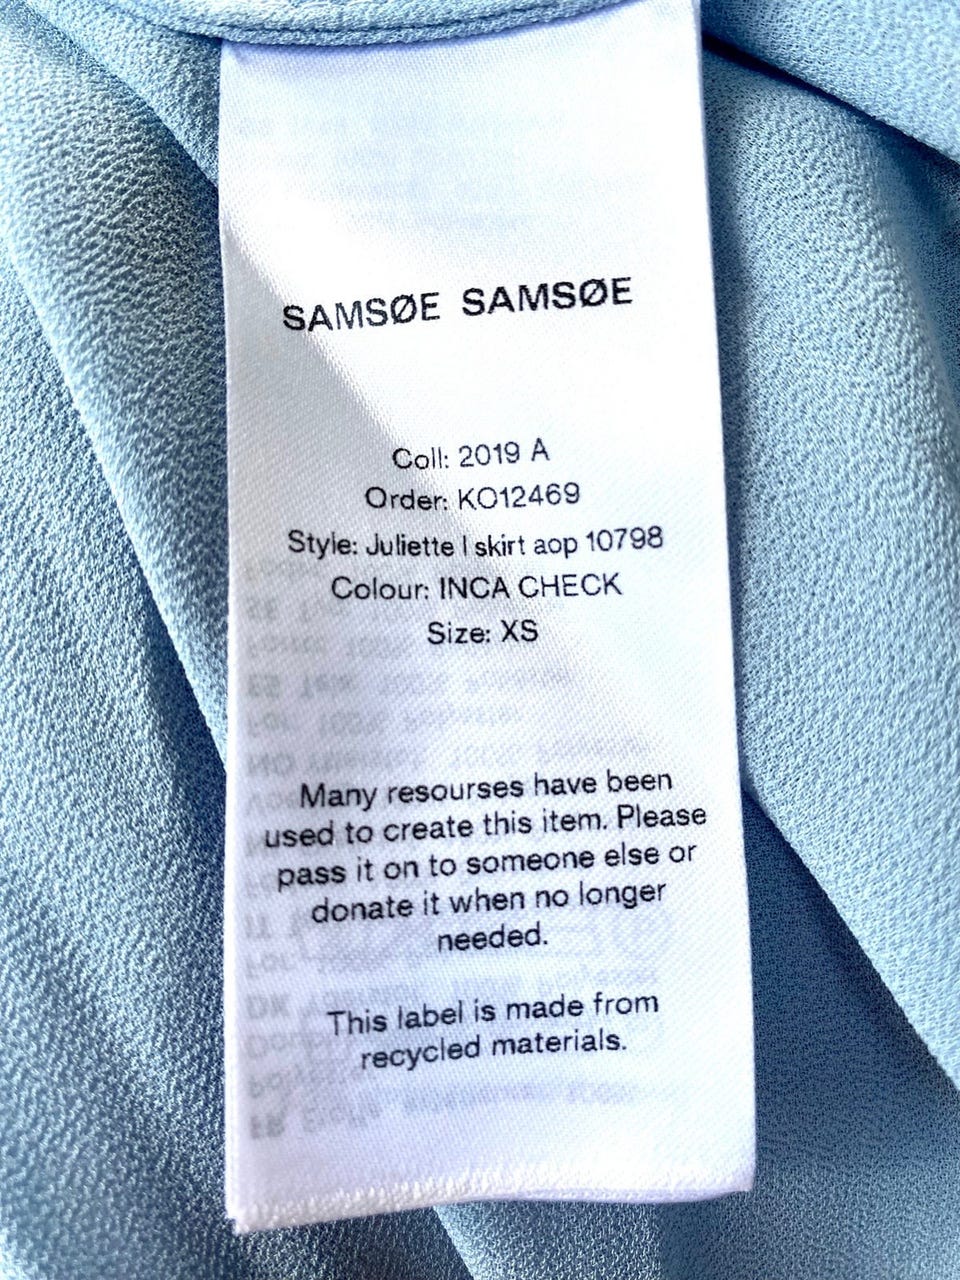 SAMSØE SAMSØE
Coll: 2019 A
Order: KO12469
Style: Juliette l skirt aop 10798
Colour: INCA CHECK
Size: XS
Many resourses have been
used to create this item. Please
pass it on to someone else or
donate it when no longer
needed.
This label is made from
recycled materials.